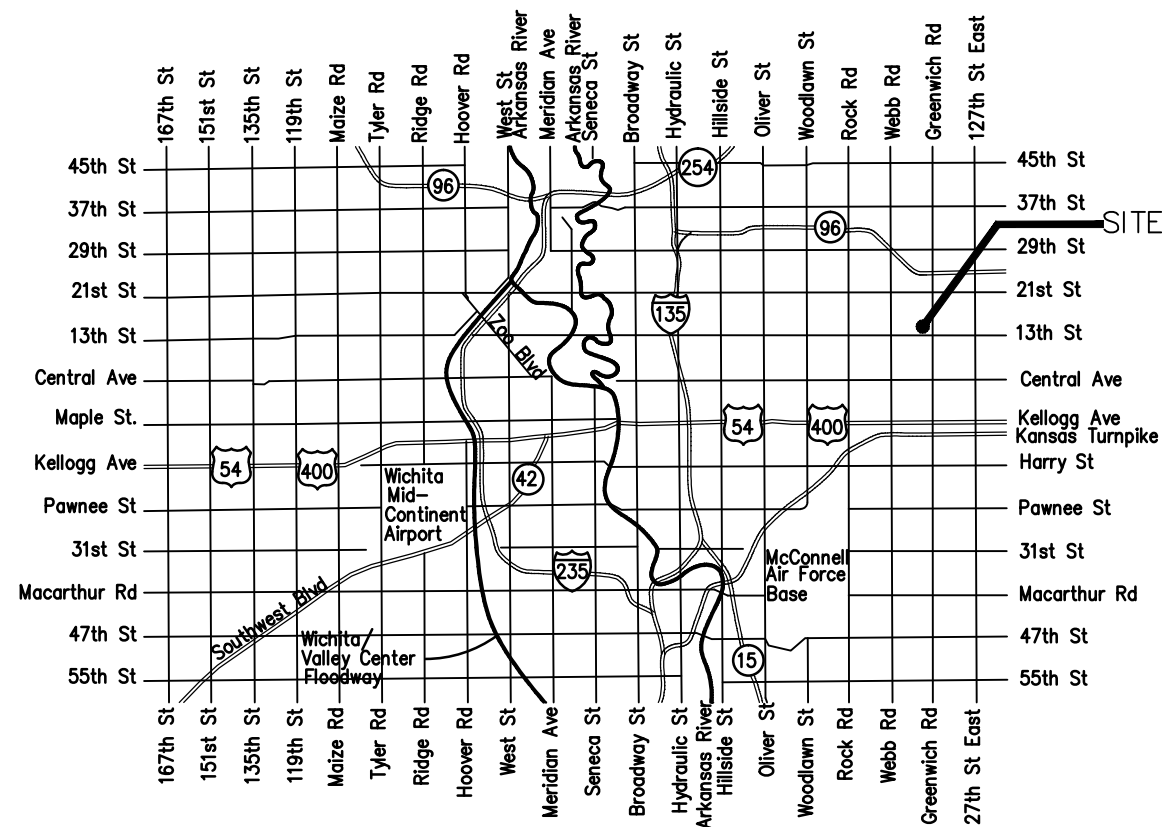 167th St
151st St
135th St
119th St
Maize Rd
Tyler Rd
Ridge Rd
Hoover Rd
West St
Arkansas River
Meridian Ave
Arkansas River
Seneca St
Broadway St
Hydraulic St
Hillside St
Oliver St
Woodlawn St
Rock Rd
Webb Rd
Greenwich Rd
127th St East
45th St
96
254
45th St
37th St
37th St
SITE
96
29th St
29th St
21st St
21st St
135
Zoo Blvd
13th St
13th St
Central Ave
Central Ave
Maple St.
54
400
Kellogg Ave
Kansas Turnpike
Kellogg Ave
54
400
Harry St
Wichita
Mid-
Continent
Airport
42
Pawnee St
Pawnee St
31st St
31st St
235
McConnell
Air Force
Base
Macarthur Rd
Macarthur Rd
Southwest Blvd
47th St
47th St
Wichita/
Valley Center
Floodway
15
55th St
55th St
167th St
151st St
135th St
119th St
Maize Rd
Tyler Rd
Ridge Rd
Hoover Rd
West St
Meridian Ave
Seneca St
Broadway St
Hydraulic St
Arkansas River
Hillside St
Oliver St
Woodlawn St
Rock Rd
Webb Rd
Greenwich Rd
27th St East